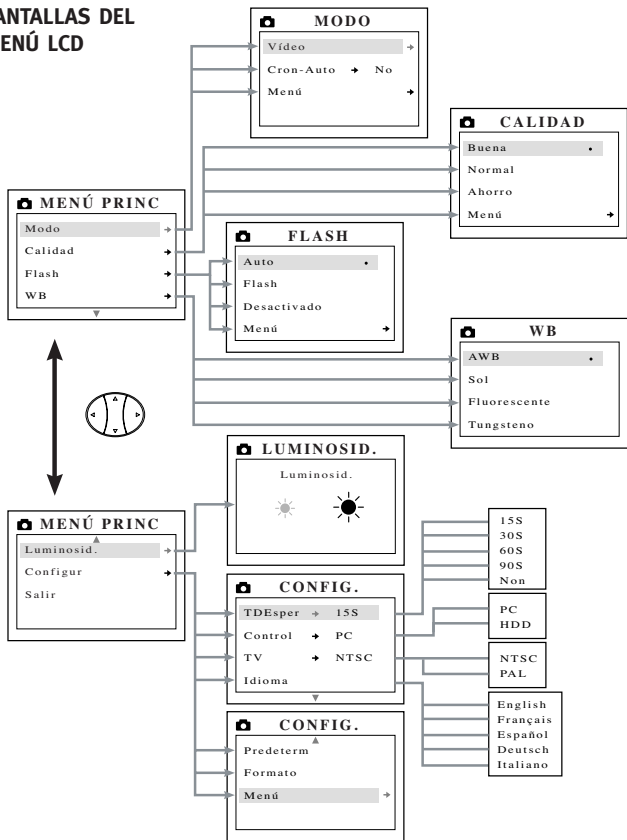 ANTALLAS DEL
ENÚ LCD
MODO
Vídeo
Cron-Auto → No
Menú
CALIDAD
Buena
Normal
Ahorro
Menú
MENÚ PRINC
Modo
Calidad
Flash
WB
FLASH
Auto
Flash
Desactivado
Menú
WB
AWB
Sol
Fluorescente
Tungsteno
LUMINOSID.
Luminosid.
MENÚ PRINC
Luminosid.
Configur
Salir
CONFIG.
TDEsper → 15S
Control → PC
TV → NTSC
Idioma
15S
30S
60S
90S
Non
PC
HDD
NTSC
PAL
English
Français
Español
Deutsch
Italiano
CONFIG.
Predeterm
Formato
Menú